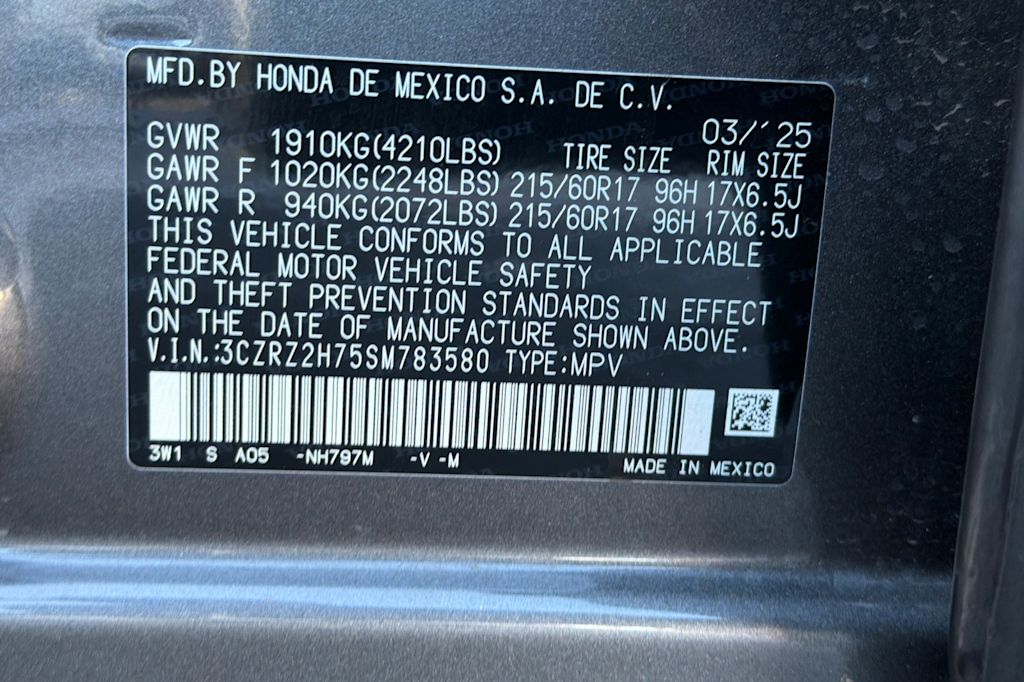 MFD.BY HONDA DE MEXICO S.A. DE C.V.
03/'25
GVWR 1910KG(4210LBS) TIRE SIZE RIM SIZE
GAWR F 1020KG(2248LBS) 215/60R17 96H 17X6.5J
GAWR R 940KG(2072LBS) 215/60R17 96H 17X6.5J
THIS VEHICLE CONFORMS TO ALL APPLICABLE
FEDERAL MOTOR VEHICLE SAFETY
AND THEFT PREVENTION STANDARDS IN EFFECT
ON THE DATE OF MANUFACTURE SHOWN ABOVE.
V.I.N.:3CZRZ2H75SM783580 TYPE:MPV
3W1 S A05 -NH797M -V -M MADE IN MEXICO